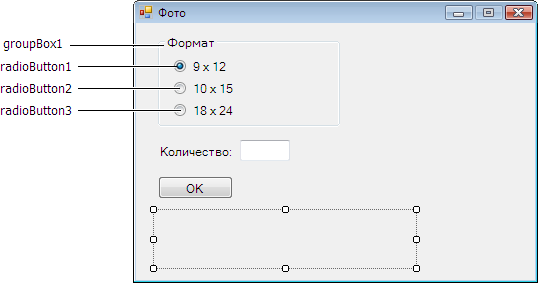 Фото
groupBox1
Формат
radioButton1
9 x 12
radioButton2
10 x 15
radioButton3
18 x 24
Количество:
OK